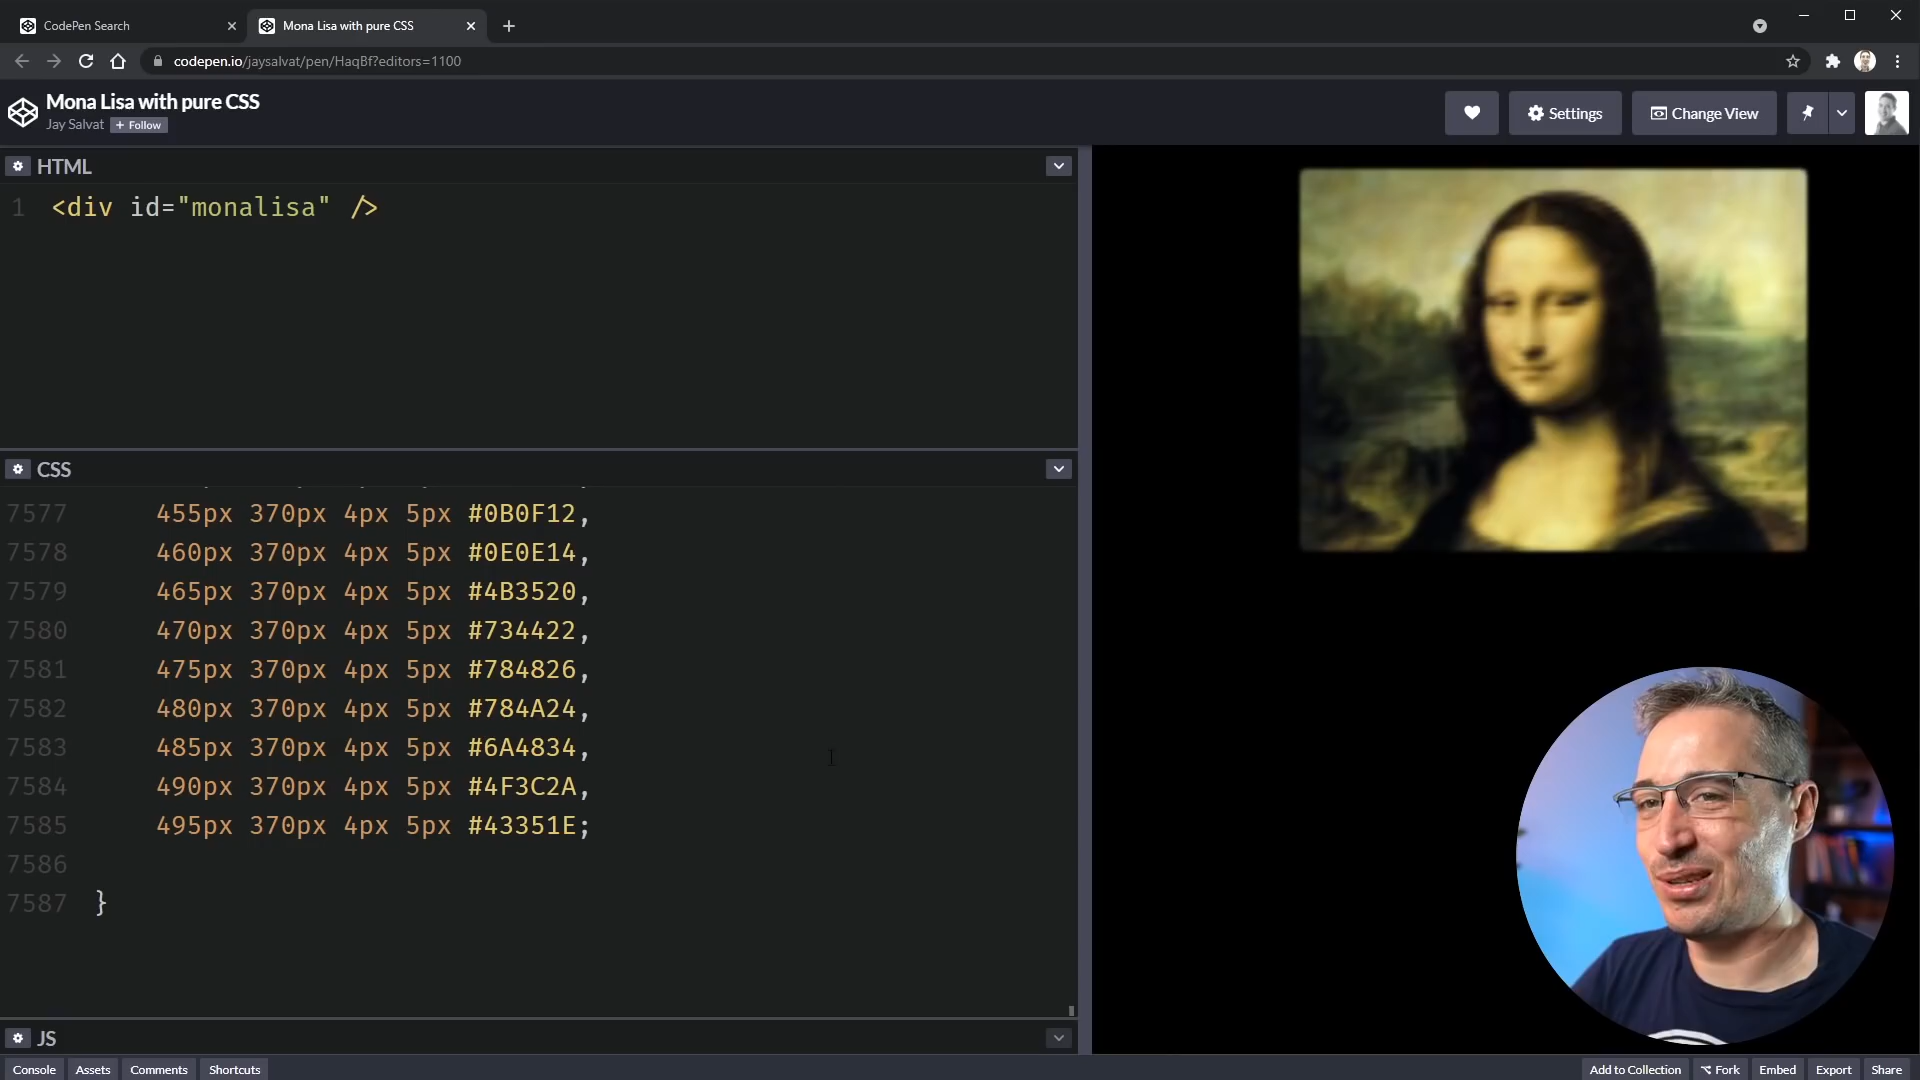 CodePen Search
Mona Lisa with pure CSS
codepen.io/jaysalvat/pen/HaqBf?editors=1100
Mona Lisa with pure CSS
Jay Salvat + Follow
Settings
Change View
HTML
1 <div id="monalisa" />
CSS
7577 455px 370px 4px 5px #0B0F12,
7578 460px 370px 4px 5px #0E0E14,
7579 465px 370px 4px 5px #4B3520,
7580 470px 370px 4px 5px #734422,
7581 475px 370px 4px 5px #784826,
7582 480px 370px 4px 5px #784A24,
7583 485px 370px 4px 5px #6A4834,
7584 490px 370px 4px 5px #4F3C2A,
7585 495px 370px 4px 5px #43351E;
7586
7587 }
JS
Console Assets Comments Shortcuts
Add to Collection Fork Embed Export Share